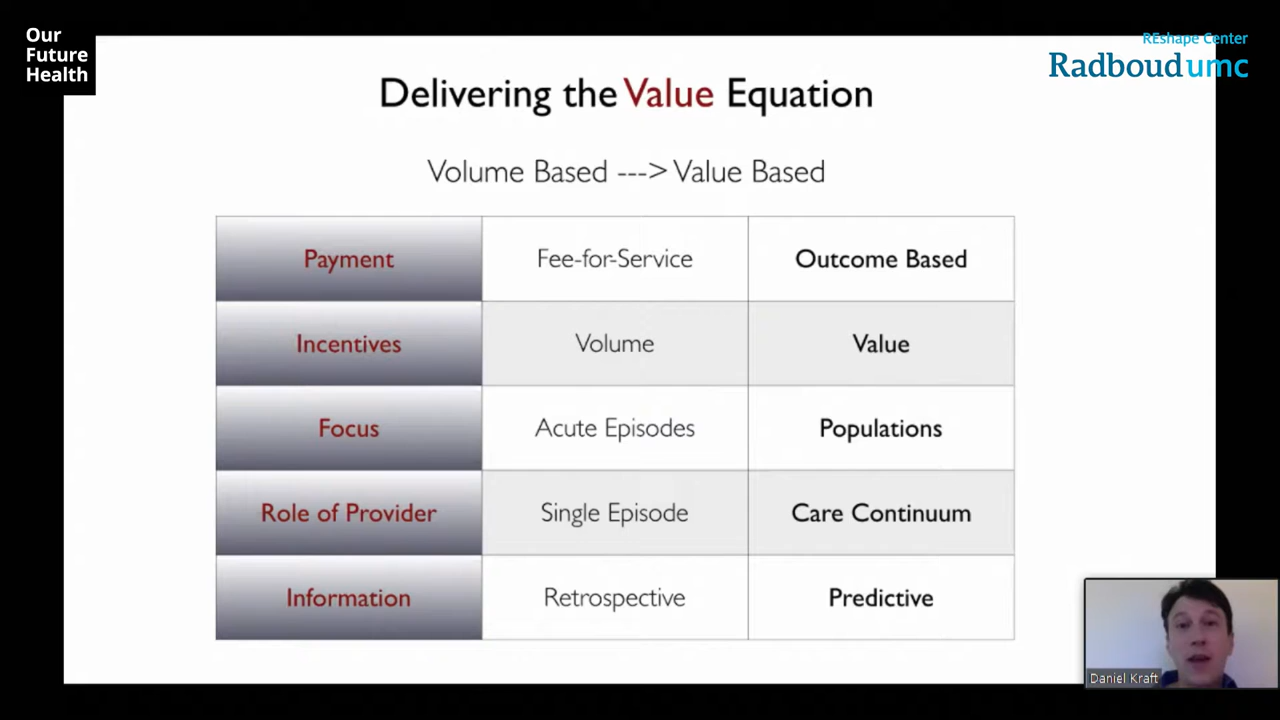 Our
Future
Health
REshape Center
Radboudumc
Delivering the Value Equation
Volume Based ---> Value Based
Payment Fee-for-Service Outcome Based
Incentives Volume Value
Focus Acute Episodes Populations
Role of Provider Single Episode Care Continuum
Information Retrospective Predictive
Daniel Kraft